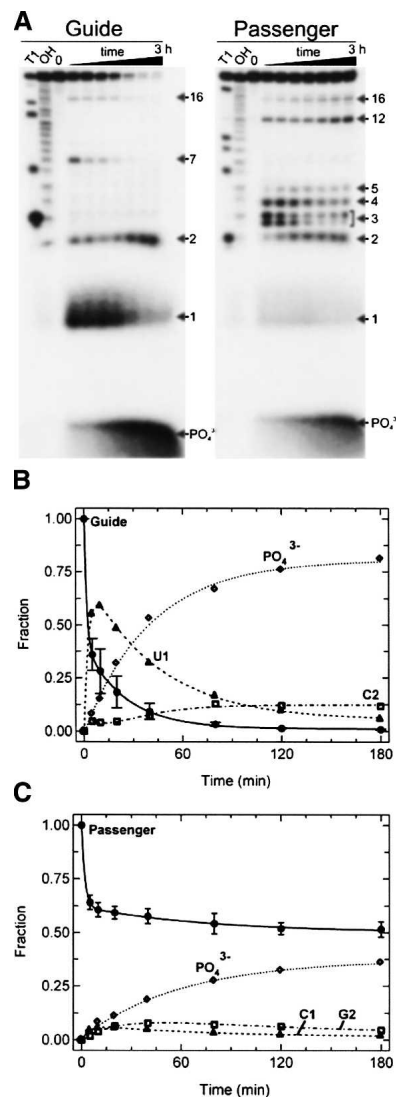 A
Guide
Passenger
T1 OH 0 time 3 h
T1 OH 0 time 3 h
16
7
2
1
PO₄³
16
12
5
4
3
2
1
PO₄³
B
Guide
PO₄³⁻
U1
C2
Fraction
1.00
0.75
0.50
0.25
0.00
0 60 120 180
Time (min)
C
Passenger
PO₄³⁻
C1 G2
Fraction
1.00
0.75
0.50
0.25
0.00
0 60 120 180
Time (min)